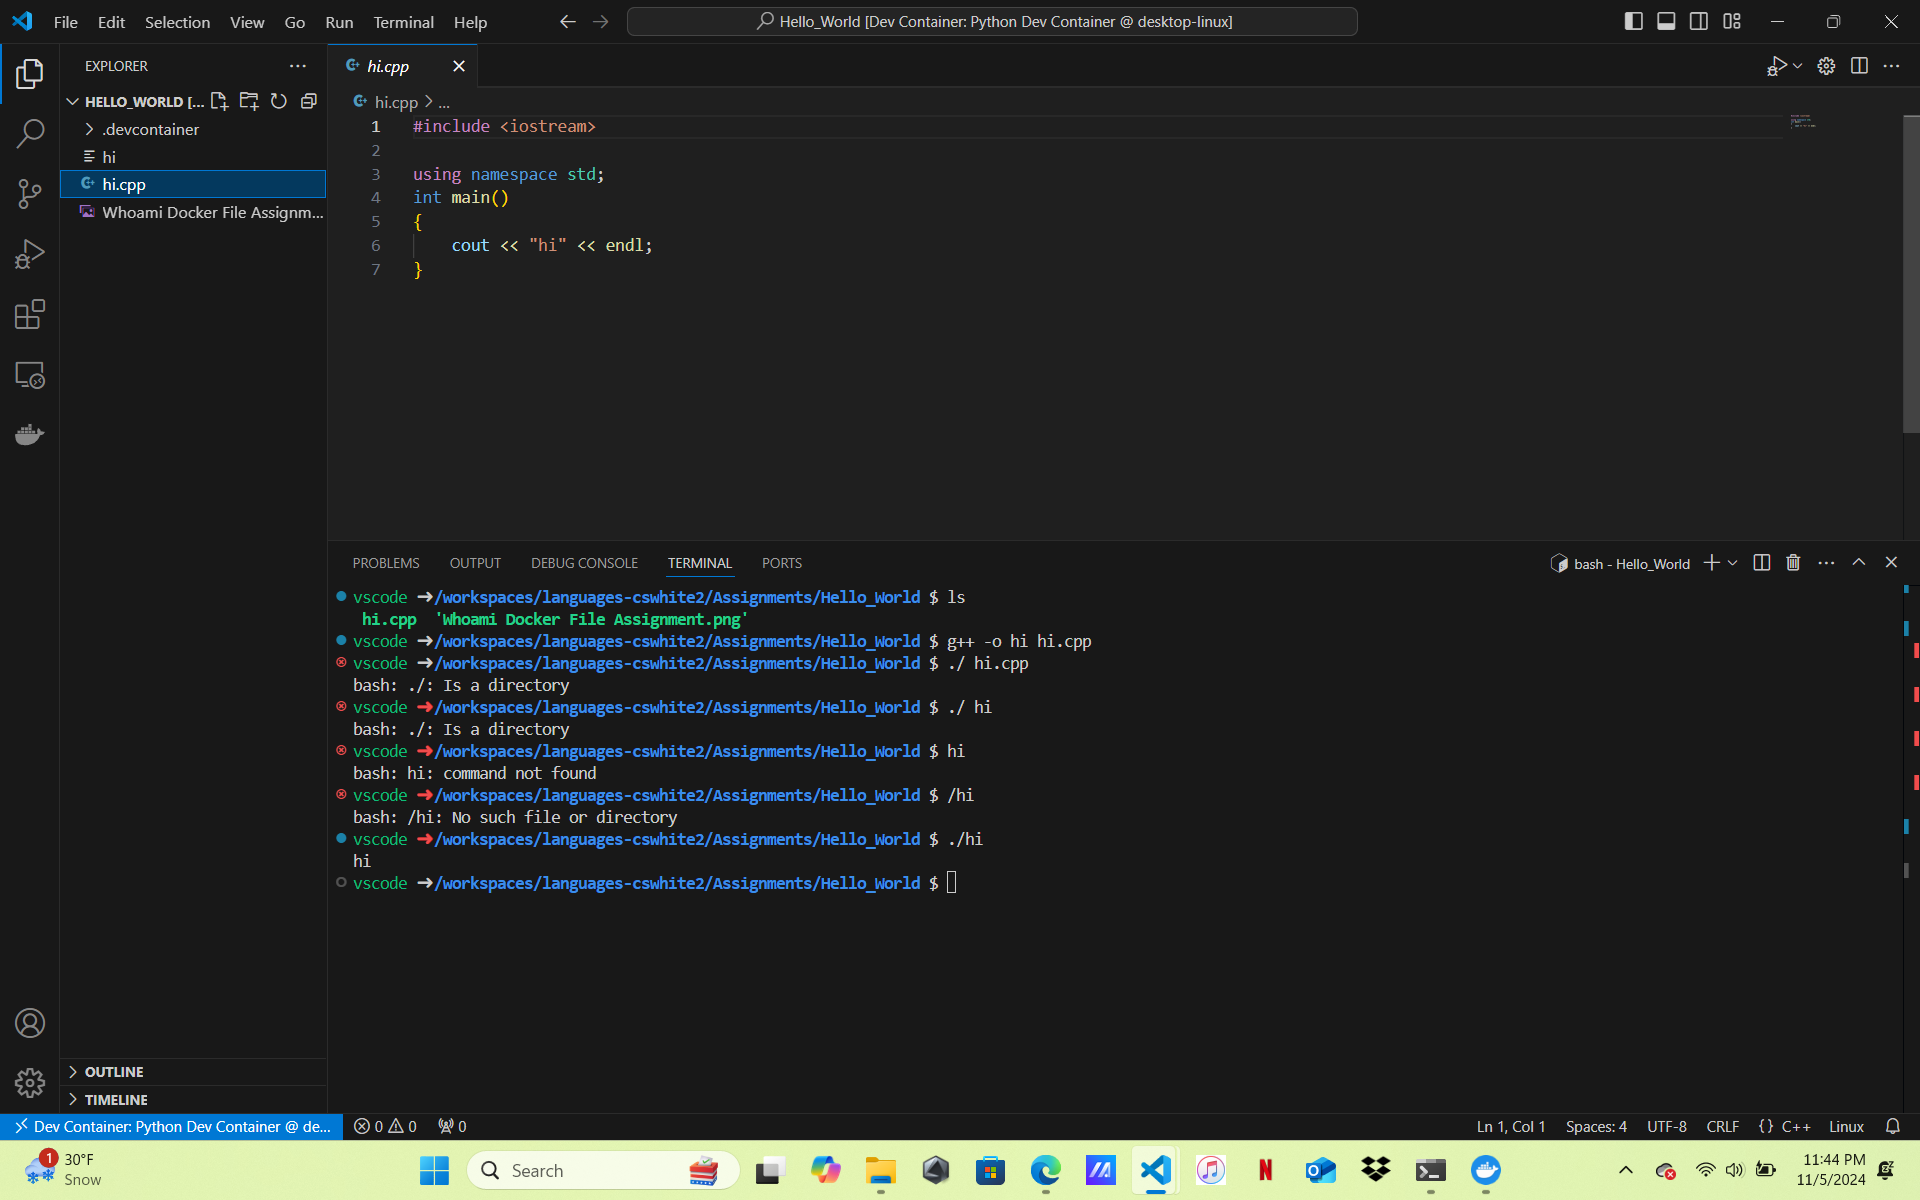 File Edit Selection View Go Run Terminal Help
Hello_World [Dev Container: Python Dev Container @ desktop-linux]
EXPLORER
HELLO_WORLD [...
.devcontainer
hi
hi.cpp
Whoami Docker File Assignm...
OUTLINE
TIMELINE
hi.cpp
hi.cpp > ...
1 #include <iostream>
2
3 using namespace std;
4 int main()
5 {
6     cout << "hi" << endl;
7 }
PROBLEMS OUTPUT DEBUG CONSOLE TERMINAL PORTS
bash - Hello_World
vscode ➜/workspaces/languages-cswhite2/Assignments/Hello_World $ ls
hi.cpp  'Whoami Docker File Assignment.png'
vscode ➜/workspaces/languages-cswhite2/Assignments/Hello_World $ g++ -o hi hi.cpp
vscode ➜/workspaces/languages-cswhite2/Assignments/Hello_World $ ./ hi.cpp
bash: ./: Is a directory
vscode ➜/workspaces/languages-cswhite2/Assignments/Hello_World $ ./ hi
bash: ./: Is a directory
vscode ➜/workspaces/languages-cswhite2/Assignments/Hello_World $ hi
bash: hi: command not found
vscode ➜/workspaces/languages-cswhite2/Assignments/Hello_World $ /hi
bash: /hi: No such file or directory
vscode ➜/workspaces/languages-cswhite2/Assignments/Hello_World $ ./hi
hi
vscode ➜/workspaces/languages-cswhite2/Assignments/Hello_World $
Dev Container: Python Dev Container @ de... 0 0 0
Ln 1, Col 1 Spaces: 4 UTF-8 CRLF {} C++ Linux
1
30°F
Snow
Search
N
11:44 PM
11/5/2024